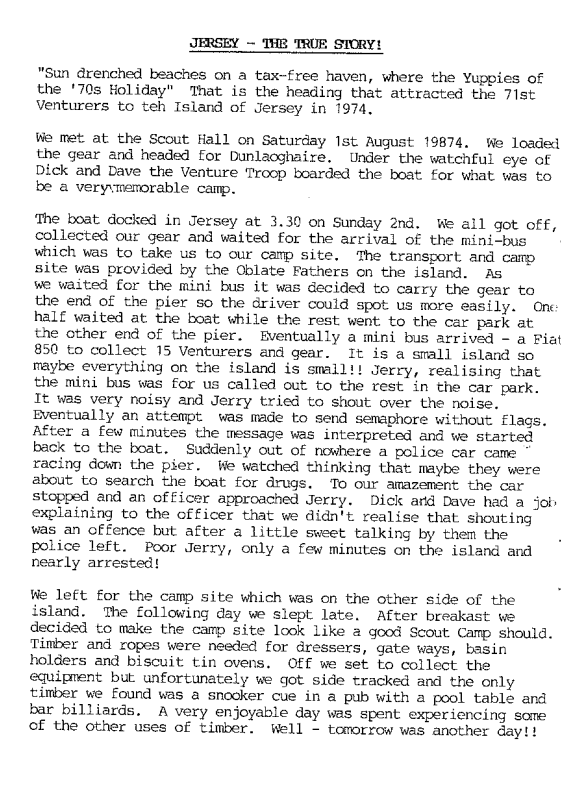 JERSEY - THE TRUE STORY!
"Sun drenched beaches on a tax-free haven, where the Yuppies of
the '70s Holiday"  That is the heading that attracted the 71st
Venturers to teh Island of Jersey in 1974.
We met at the Scout Hall on Saturday 1st August 19874.  We loaded
the gear and headed for Dunlaoghaire.  Under the watchful eye of
Dick and Dave the Venture Troop boarded the boat for what was to
be a very memorable camp.
The boat docked in Jersey at 3.30 on Sunday 2nd.  We all got off,
collected our gear and waited for the arrival of the mini-bus
which was to take us to our camp site.  The transport and camp
site was provided by the Oblate Fathers on the island.  As
we waited for the mini bus it was decided to carry the gear to
the end of the pier so the driver could spot us more easily.  One
half waited at the boat while the rest went to the car park at
the other end of the pier.  Eventually a mini bus arrived - a Fiat
850 to collect 15 Venturers and gear.  It is a small island so
maybe everything on the island is small!! Jerry, realising that
the mini bus was for us called out to the rest in the car park.
It was very noisy and Jerry tried to shout over the noise.
Eventually an attempt  was made to send semaphore without flags.
After a few minutes the message was interpreted and we started
back to the boat.  Suddenly out of nowhere a police car came
racing down the pier.  We watched thinking that maybe they were
about to search the boat for drugs.  To our amazement the car
stopped and an officer approached Jerry.  Dick and Dave had a job
explaining to the officer that we didn't realise that shouting
was an offence but after a little sweet talking by them the
police left.  Poor Jerry, only a few minutes on the island and
nearly arrested!
We left for the camp site which was on the other side of the
island.  The following day we slept late.  After breakast we
decided to make the camp site look like a good Scout Camp should.
Timber and ropes were needed for dressers, gate ways, basin
holders and biscuit tin ovens.  Off we set to collect the
equipment but unfortunately we got side tracked and the only
timber we found was a snooker cue in a pub with a pool table and
bar billiards.  A very enjoyable day was spent experiencing some
of the other uses of timber.  Well - tomorrow was another day!!